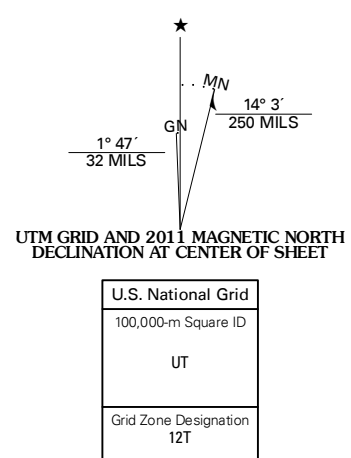 ★
MN
GN
14° 3´
250 MILS
1° 47´
32 MILS
UTM GRID AND 2011 MAGNETIC NORTH
DECLINATION AT CENTER OF SHEET
U.S. National Grid
100,000-m Square ID
UT
Grid Zone Designation
12T